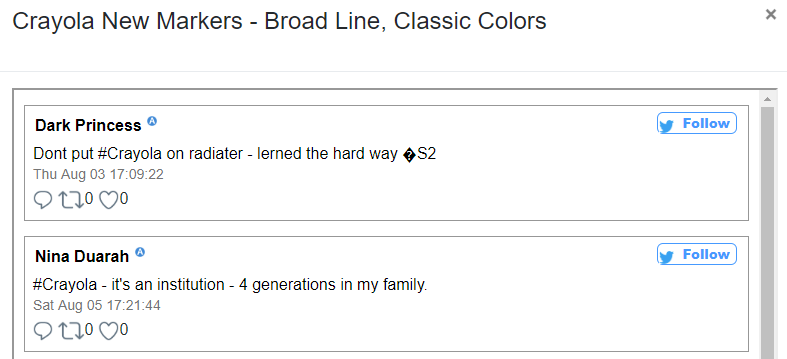 Crayola New Markers - Broad Line, Classic Colors
×
Dark Princess A
Follow
Dont put #Crayola on radiater - lerned the hard way �S2
Thu Aug 03 17:09:22
0 0
Nina Duarah A
Follow
#Crayola - it's an institution - 4 generations in my family.
Sat Aug 05 17:21:44
0 0